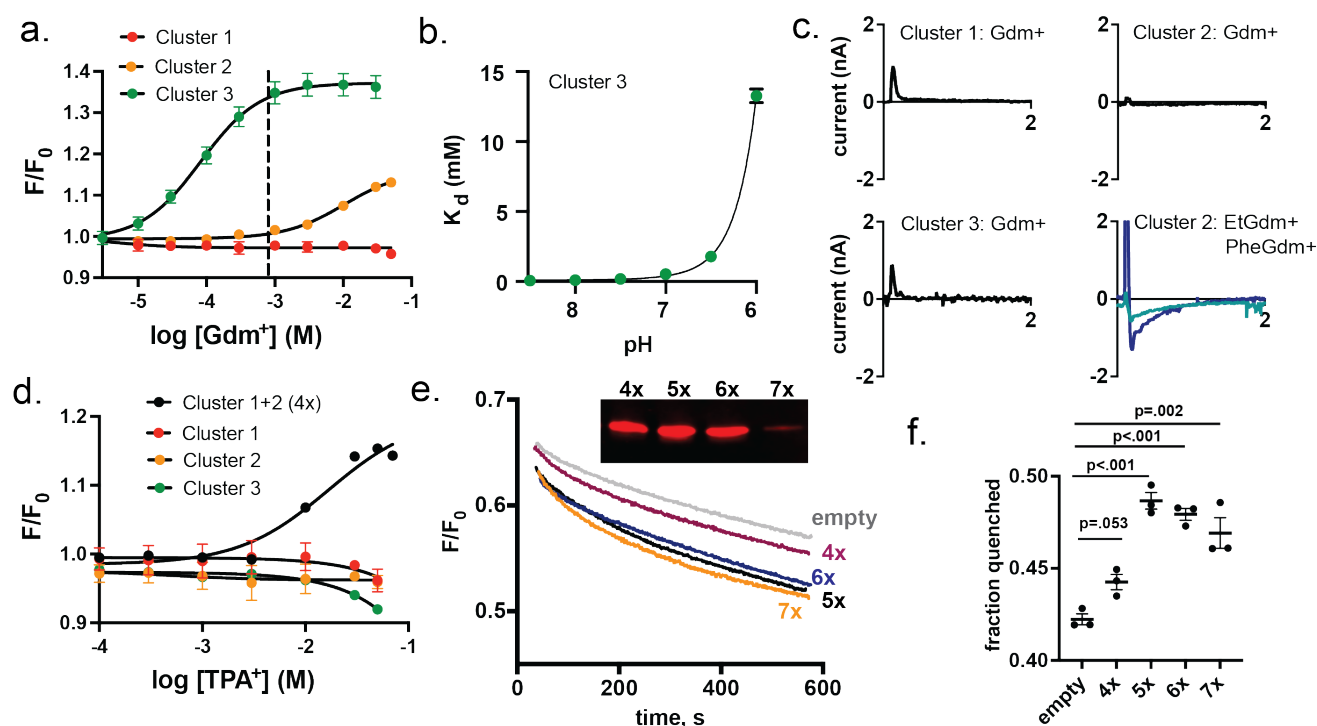 a.
Cluster 1
Cluster 2
Cluster 3
1.4
1.3
1.2
1.1
1.0
0.9
F/F0
-5
-4
-3
-2
-1
log [Gdm+] (M)
b.
Cluster 3
15
10
5
0
Kd (mM)
8
7
6
pH
c.
Cluster 1: Gdm+
2
0
-2
2
current (nA)
Cluster 2: Gdm+
2
0
-2
2
Cluster 3: Gdm+
2
0
-2
2
current (nA)
Cluster 2: EtGdm+
PheGdm+
2
0
-2
2
d.
Cluster 1+2 (4x)
Cluster 1
Cluster 2
Cluster 3
1.2
1.1
1.0
0.9
F/F0
-4
-3
-2
-1
log [TPA+] (M)
e.
4x 5x 6x 7x
0.7
0.6
0.5
F/F0
empty
4x
6x
5x
7x
0
200
400
600
time, s
f.
p=.002
p<.001
p<.001
p=.053
0.50
0.45
0.40
fraction quenched
empty
4x
5x
6x
7x